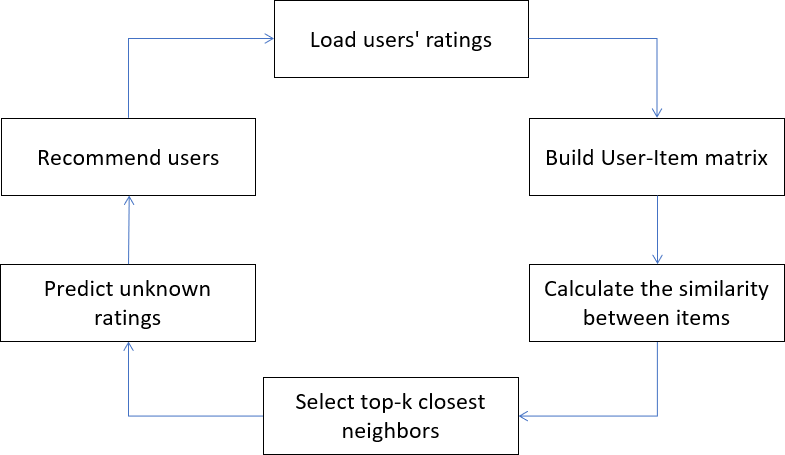 Load users' ratings
Build User-Item matrix
Calculate the similarity
between items
Select top-k closest
neighbors
Predict unknown
ratings
Recommend users